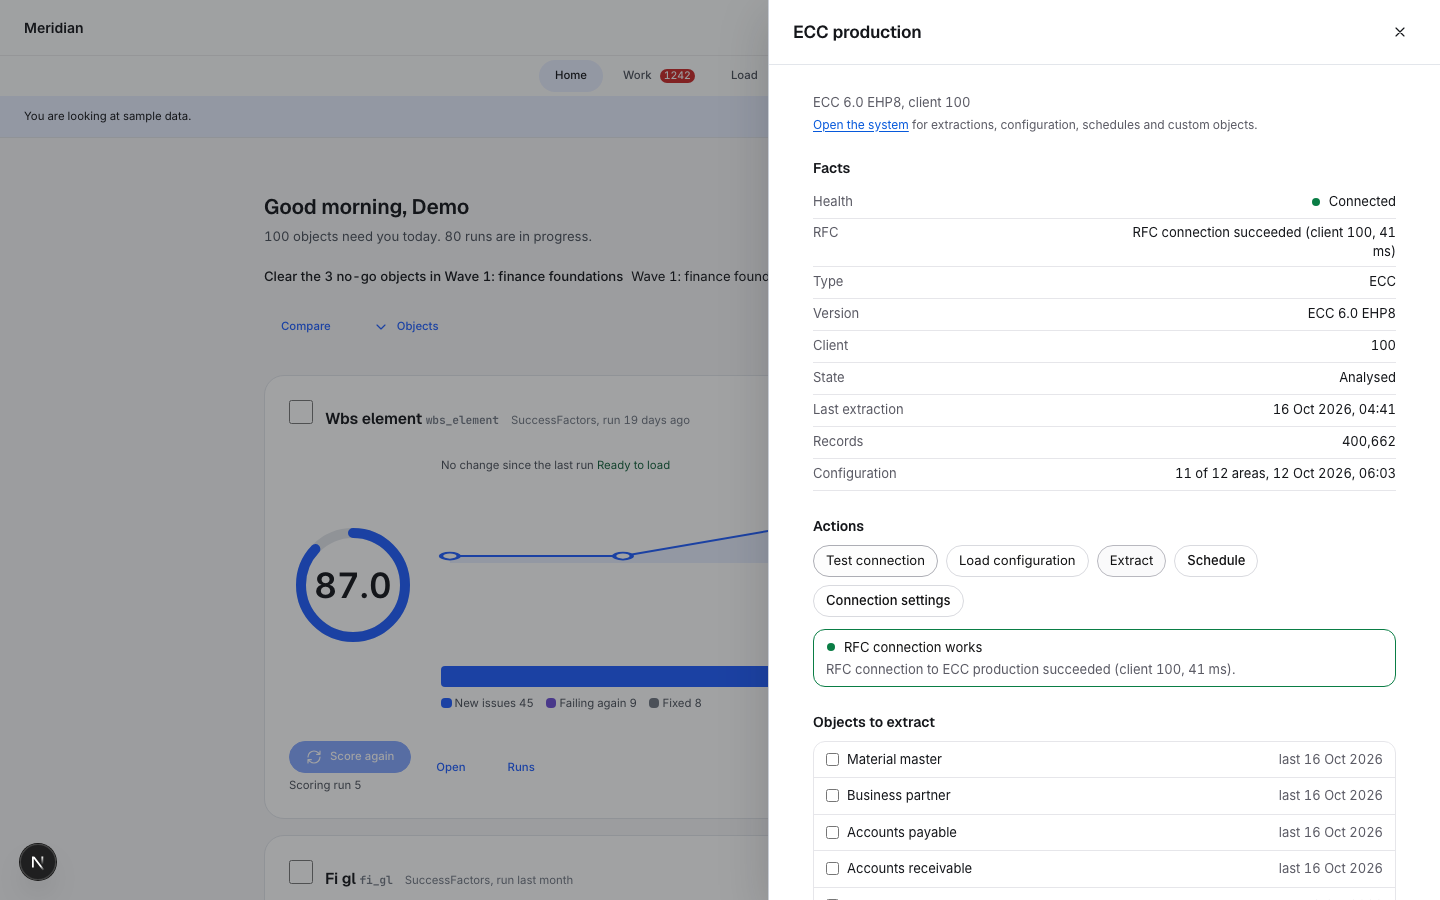 Meridian
Home
Work 1242
Load
You are looking at sample data.
Good morning, Demo
100 objects need you today. 80 runs are in progress.
Clear the 3 no-go objects in Wave 1: finance foundations Wave 1: finance found
Compare
Objects
Wbs element wbs_element SuccessFactors, run 19 days ago
No change since the last run Ready to load
87.0
New issues 45 Failing again 9 Fixed 8
Score again
Open
Runs
Scoring run 5
Fi gl fi_gl SuccessFactors, run last month
N
ECC production
ECC 6.0 EHP8, client 100
Open the system for extractions, configuration, schedules and custom objects.
Facts
Health Connected
RFC RFC connection succeeded (client 100, 41
ms)
Type ECC
Version ECC 6.0 EHP8
Client 100
State Analysed
Last extraction 16 Oct 2026, 04:41
Records 400,662
Configuration 11 of 12 areas, 12 Oct 2026, 06:03
Actions
Test connection Load configuration Extract Schedule
Connection settings
RFC connection works
RFC connection to ECC production succeeded (client 100, 41 ms).
Objects to extract
Material master last 16 Oct 2026
Business partner last 16 Oct 2026
Accounts payable last 16 Oct 2026
Accounts receivable last 16 Oct 2026